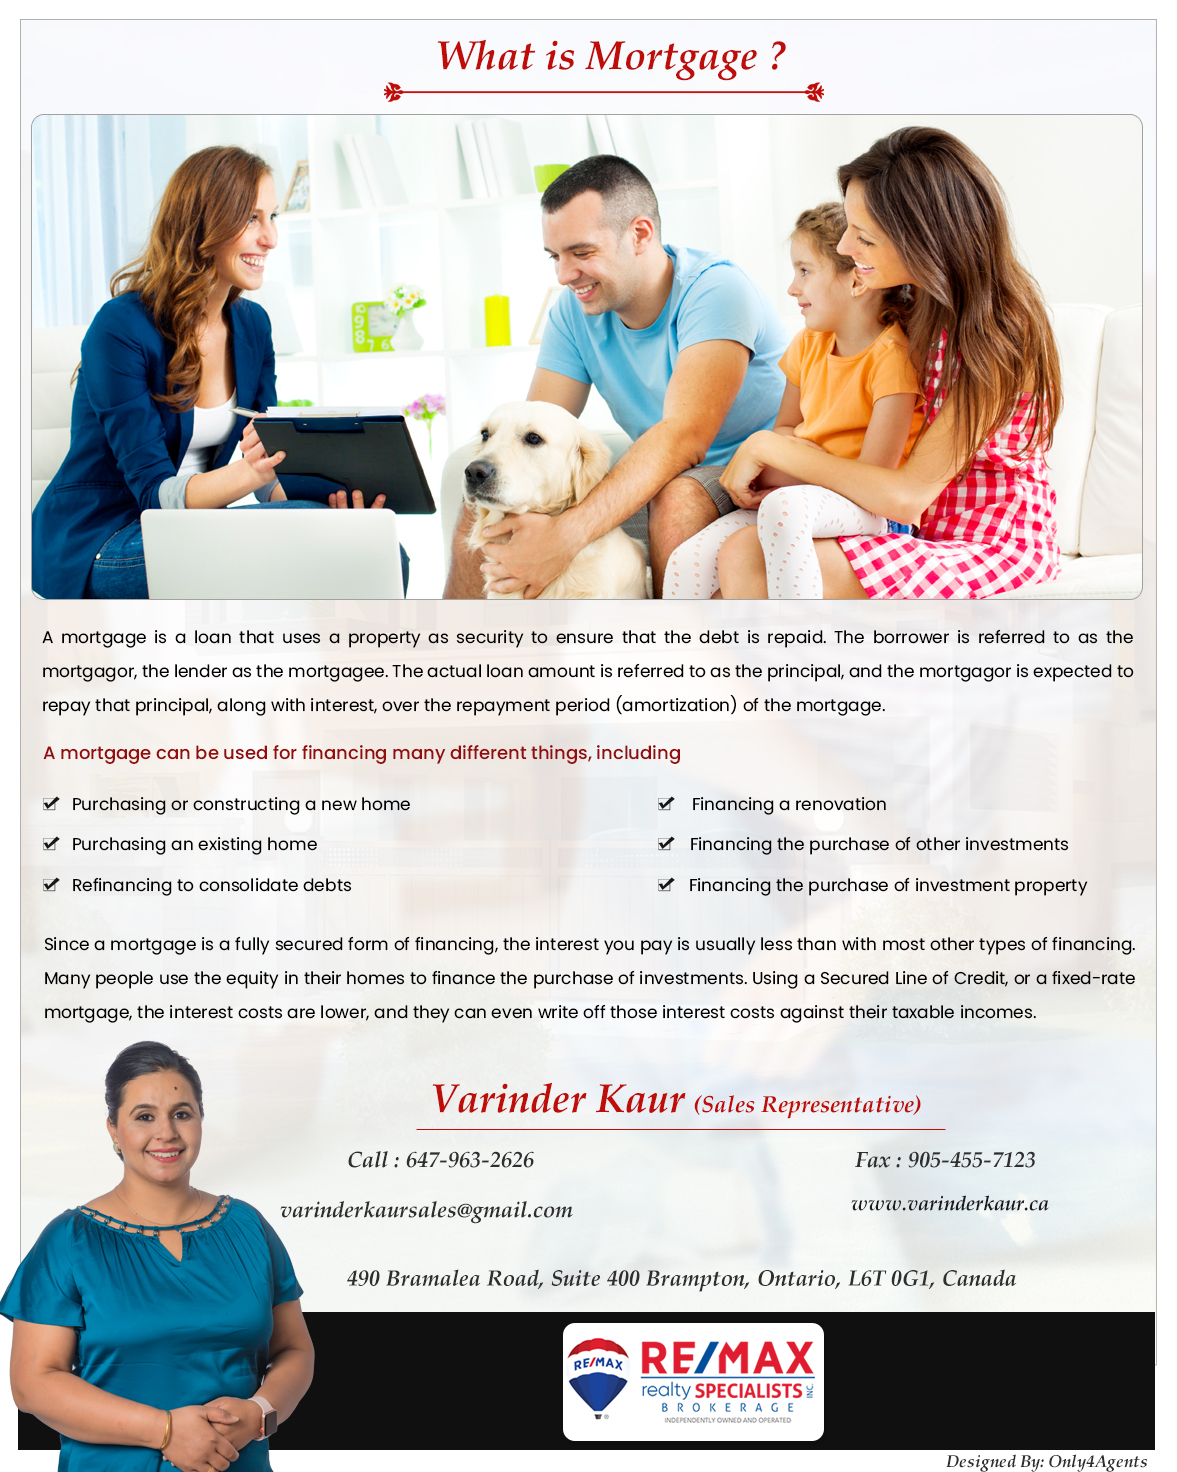 What is Mortgage ?
A mortgage is a loan that uses a property as security to ensure that the debt is repaid. The borrower is referred to as the
mortgagor, the lender as the mortgagee. The actual loan amount is referred to as the principal, and the mortgagor is expected to
repay that principal, along with interest, over the repayment period (amortization) of the mortgage.
A mortgage can be used for financing many different things, including
Purchasing or constructing a new home
Financing a renovation
Purchasing an existing home
Financing the purchase of other investments
Refinancing to consolidate debts
Financing the purchase of investment property
Since a mortgage is a fully secured form of financing, the interest you pay is usually less than with most other types of financing.
Many people use the equity in their homes to finance the purchase of investments. Using a Secured Line of Credit, or a fixed-rate
mortgage, the interest costs are lower, and they can even write off those interest costs against their taxable incomes.
Varinder Kaur (Sales Representative)
Call : 647-963-2626
Fax : 905-455-7123
varinderkaursales@gmail.com
www.varinderkaur.ca
490 Bramalea Road, Suite 400 Brampton, Ontario, L6T 0G1, Canada
RE/MAX
RE/MAX
realty SPECIALISTS INC.
BROKERAGE
INDEPENDENTLY OWNED AND OPERATED
Designed By: Only4Agents